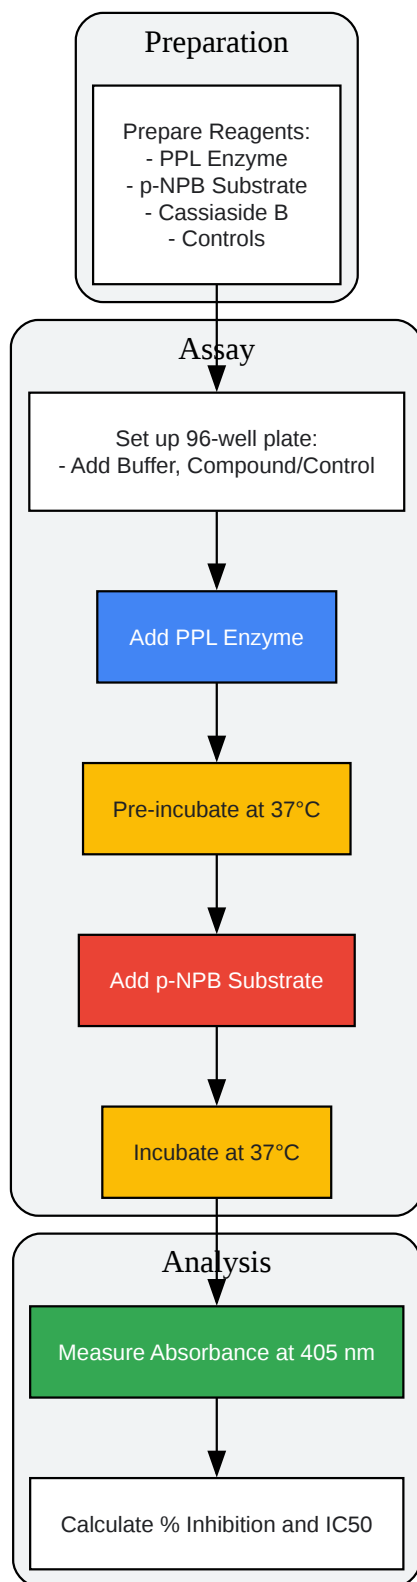 Preparation
Prepare Reagents:
- PPL Enzyme
- p-NPB Substrate
- Cassiaside B
- Controls
Assay
Set up 96-well plate:
- Add Buffer, Compound/Control
Add PPL Enzyme
Pre-incubate at 37°C
Add p-NPB Substrate
Incubate at 37°C
Analysis
Measure Absorbance at 405 nm
Calculate % Inhibition and IC50